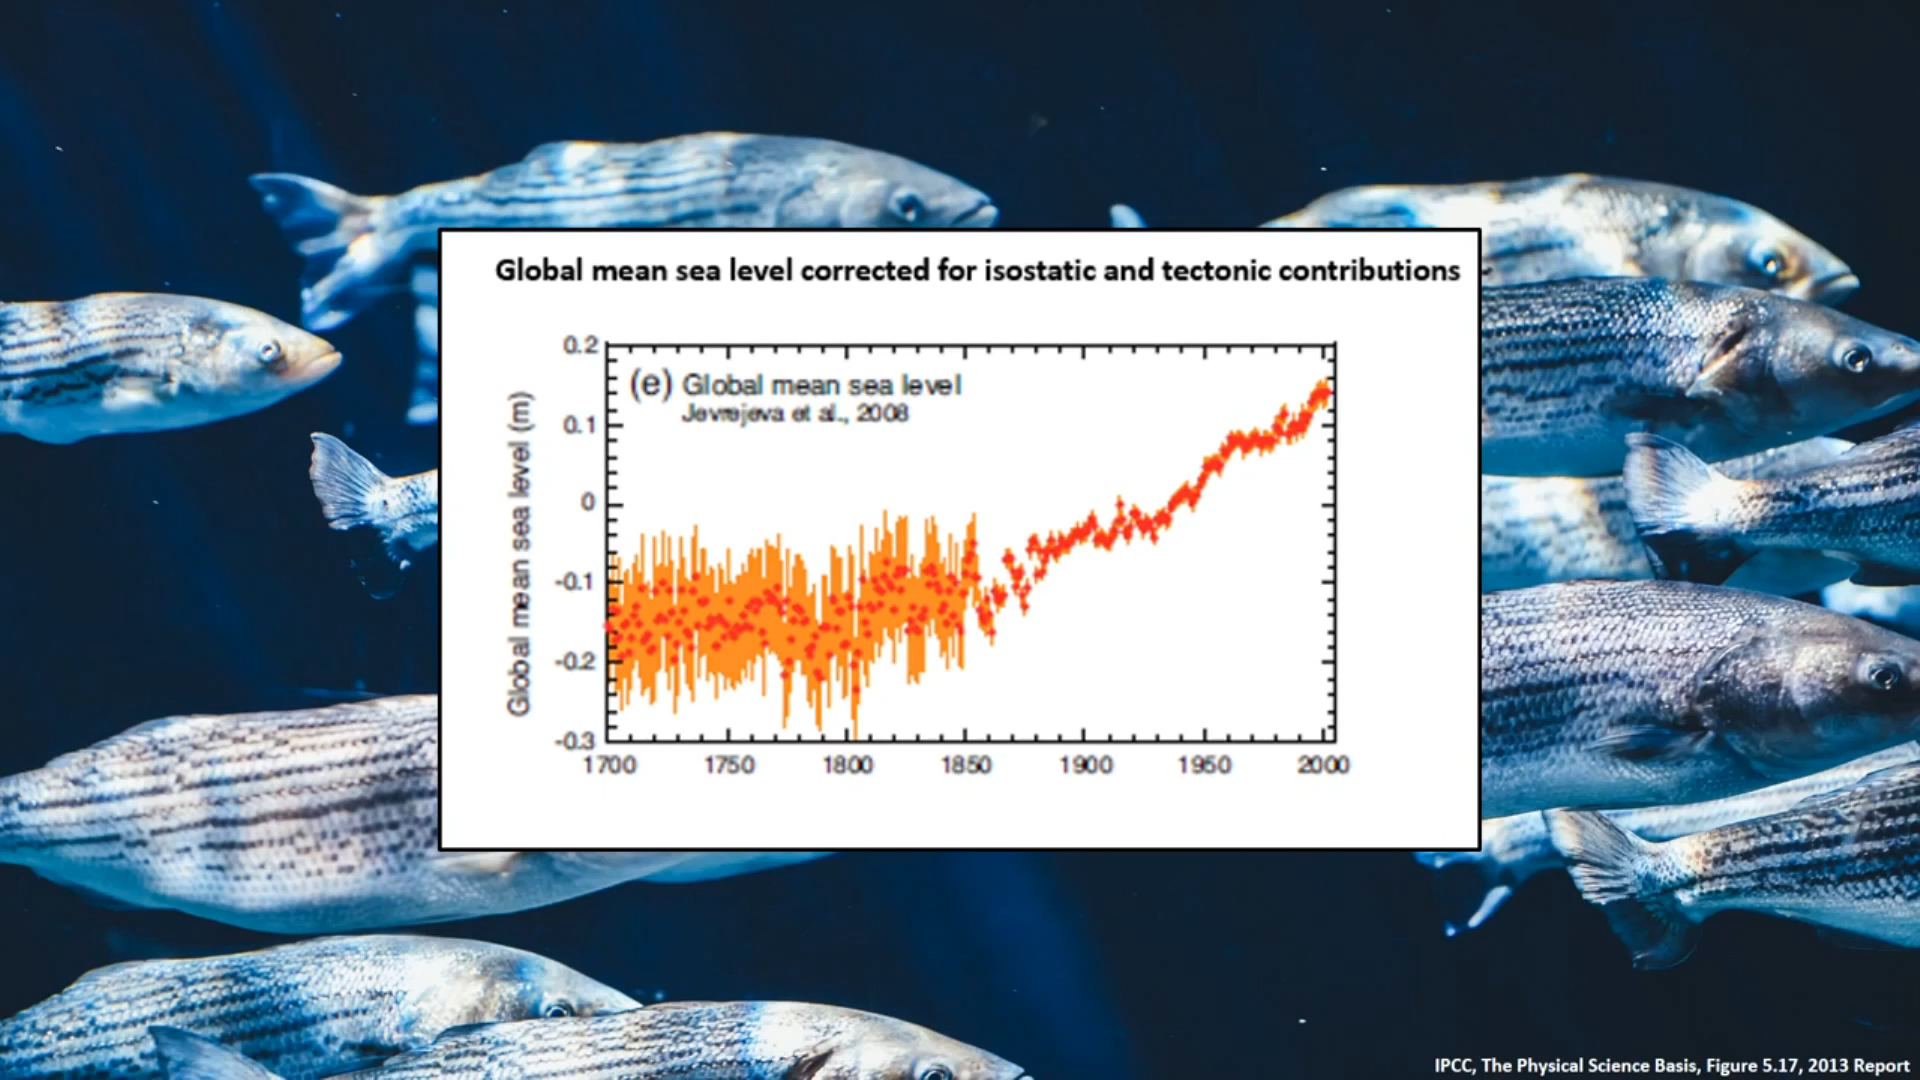 Global mean sea level corrected for isostatic and tectonic contributions
(e) Global mean sea level
Jevrejeva et al., 2008
Global mean sea level (m)
0.2
0.1
0
-0.1
-0.2
-0.3
1700 1750 1800 1850 1900 1950 2000
IPCC, The Physical Science Basis, Figure 5.17, 2013 Report